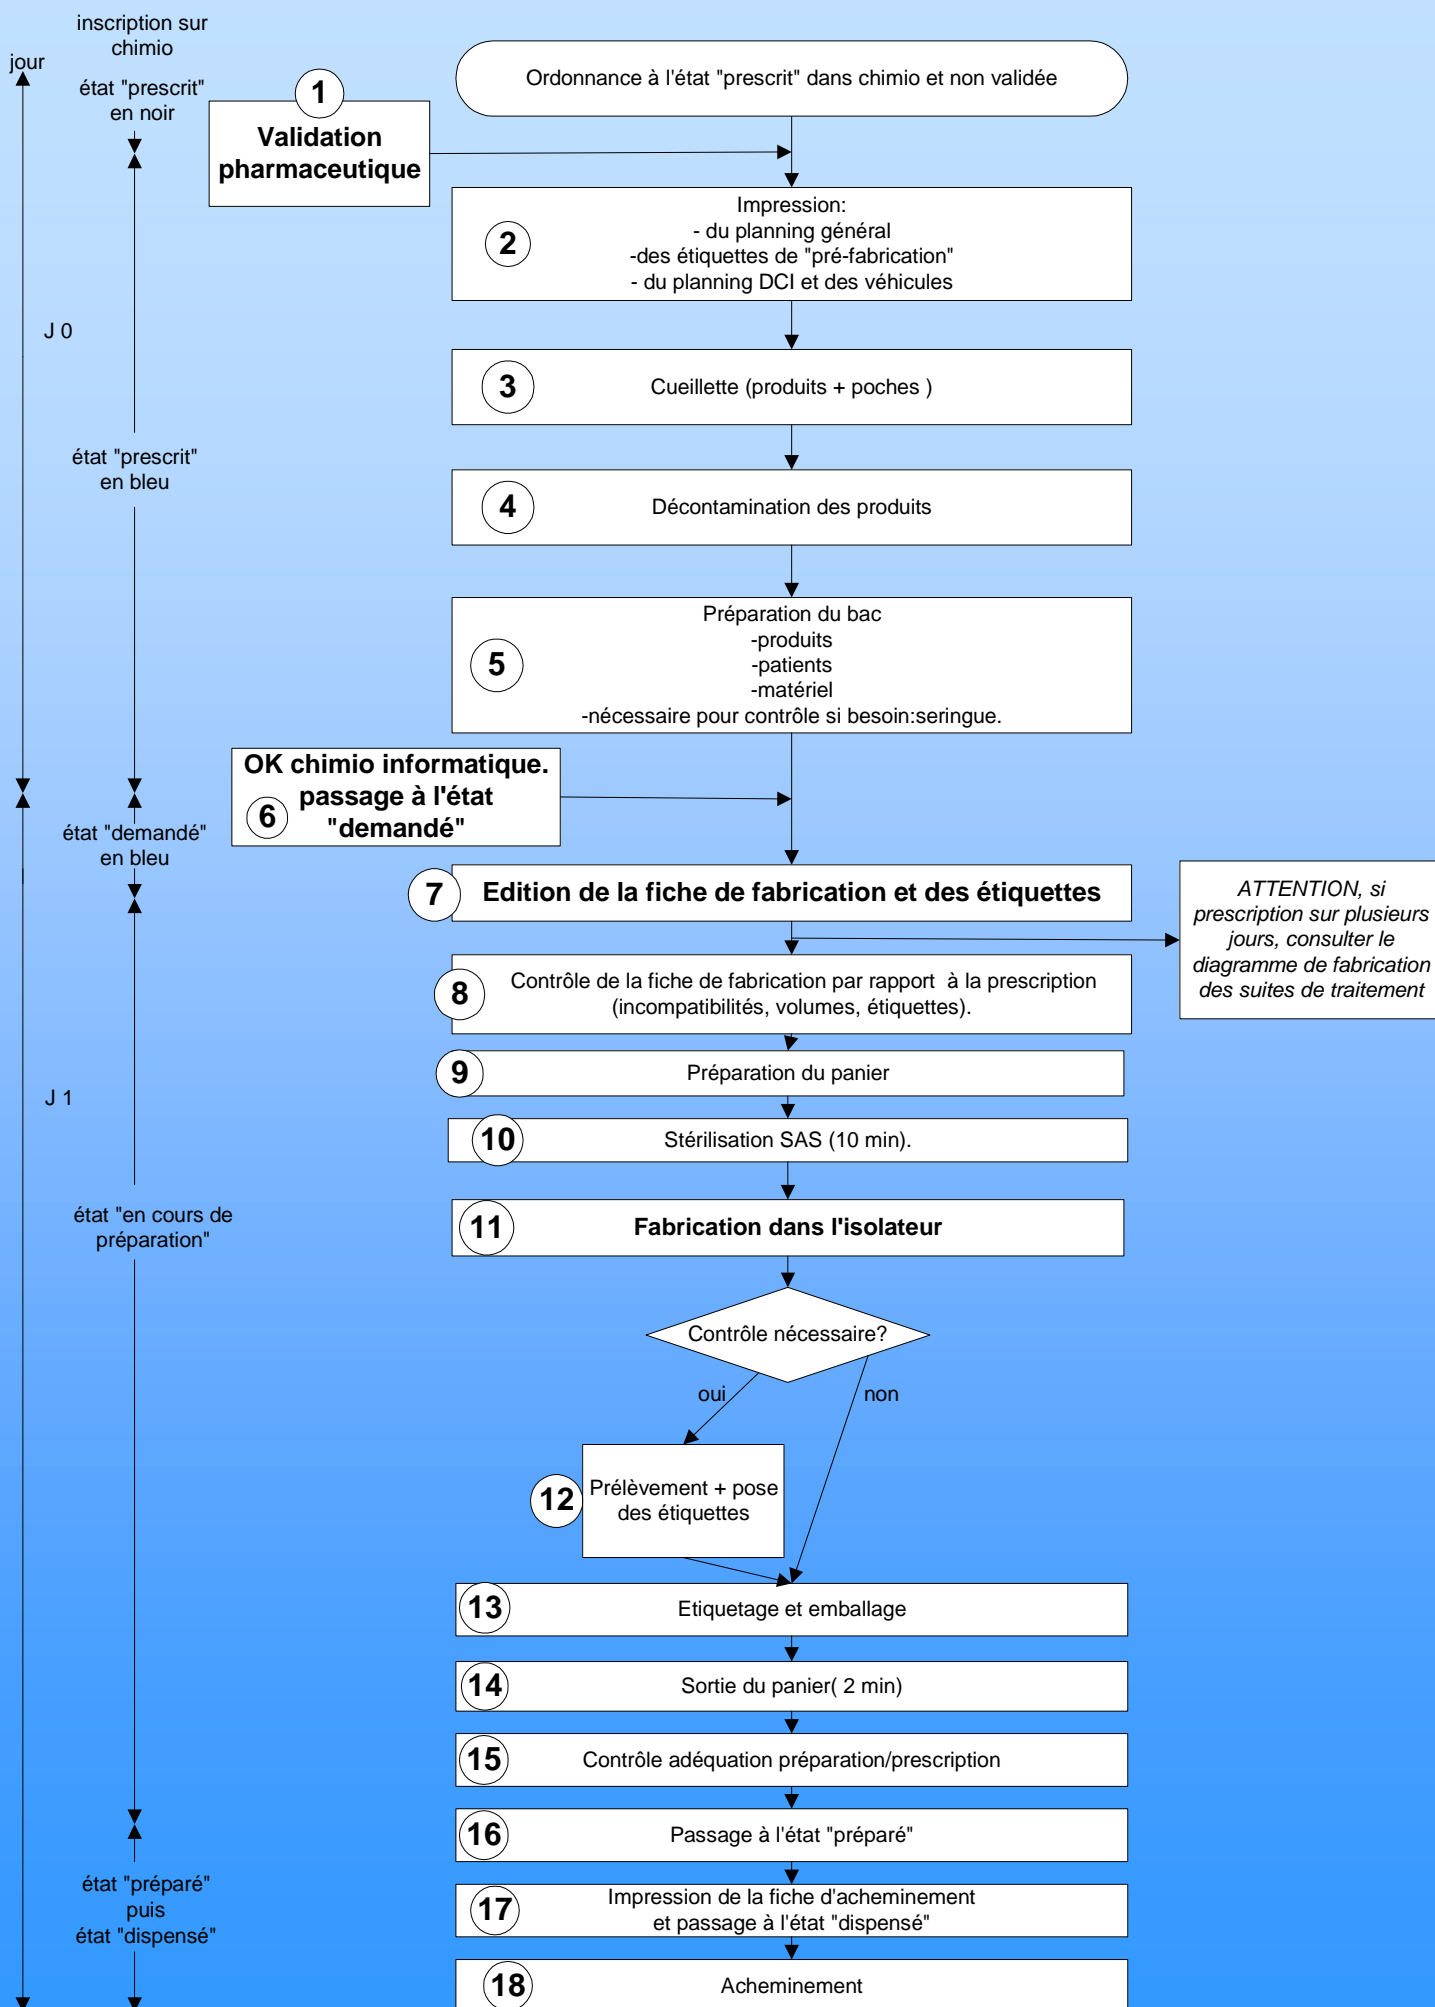 inscription sur
chimio
jour
état "prescrit"
en noir
Ordonnance à l'état "prescrit" dans chimio et non validée
1
Validation
pharmaceutique
2
Impression:
- du planning général
-des étiquettes de "pré-fabrication"
- du planning DCI et des véhicules
J 0
3
Cueillette (produits + poches )
état "prescrit"
en bleu
4
Décontamination des produits
5
Préparation du bac
-produits
-patients
-matériel
-nécessaire pour contrôle si besoin:seringue.
OK chimio informatique.
passage à l'état
6
"demandé"
état "demandé"
en bleu
7
Edition de la fiche de fabrication et des étiquettes
ATTENTION, si
prescription sur plusieurs
jours, consulter le
diagramme de fabrication
des suites de traitement
8
Contrôle de la fiche de fabrication par rapport  à la prescription
(incompatibilités, volumes, étiquettes).
9
Préparation du panier
J 1
10
Stérilisation SAS (10 min).
état "en cours de
préparation"
11
Fabrication dans l'isolateur
Contrôle nécessaire?
oui
non
12
Prélèvement + pose
des étiquettes
13
Etiquetage et emballage
14
Sortie du panier( 2 min)
15
Contrôle adéquation préparation/prescription
16
Passage à l'état "préparé"
état "préparé"
puis
état "dispensé"
17
Impression de la fiche d'acheminement
et passage à l'état "dispensé"
18
Acheminement